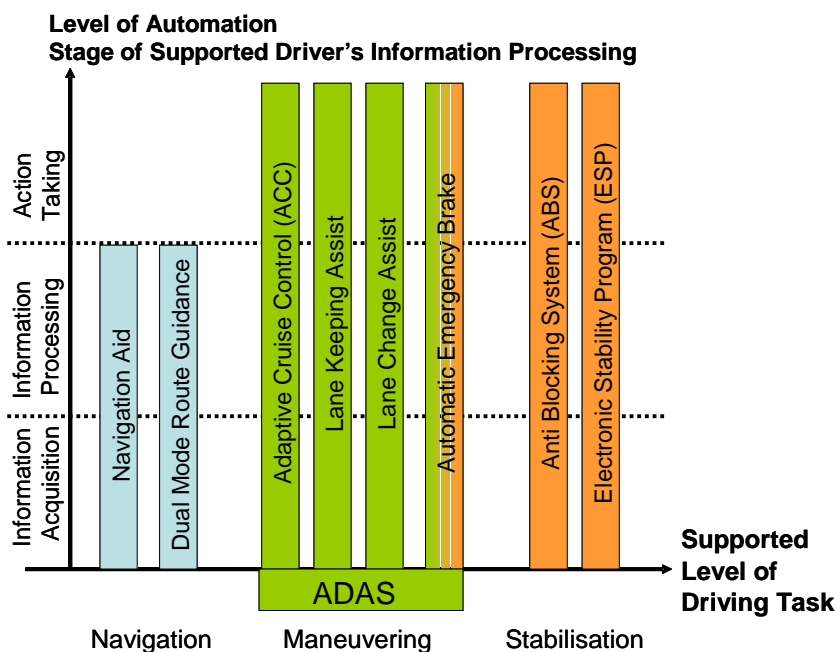 Level of Automation
Stage of Supported Driver's Information Processing
Action
Taking
Information
Processing
Information
Acquisition
Navigation Aid
Dual Mode Route Guidance
Adaptive Cruise Control (ACC)
Lane Keeping Assist
Lane Change Assist
Automatic Emergency Brake
Anti Blocking System (ABS)
Electronic Stability Program (ESP)
Supported
Level of
Driving Task
ADAS
Navigation
Maneuvering
Stabilisation